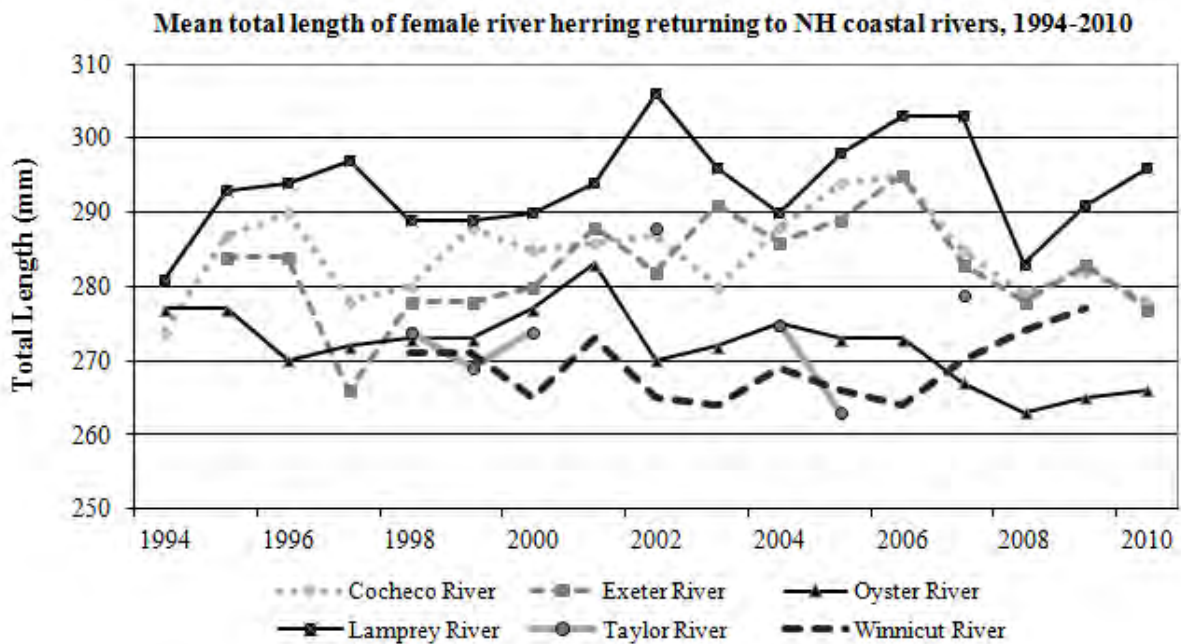 Mean total length of female river herring returning to NH coastal rivers, 1994-2010
310
300
290
280
270
260
250
Total Length (mm)
1994 1996 1998 2000 2002 2004 2006 2008 2010
Cocheco River Exeter River Oyster River
Lamprey River Taylor River Winnicut River